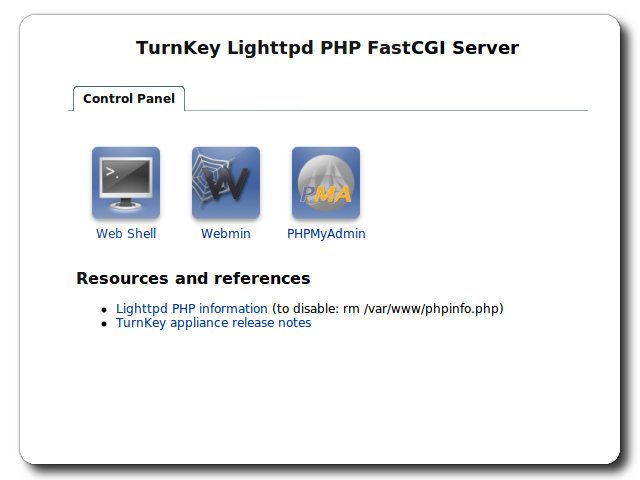 TurnKey Lighttpd PHP FastCGI Server
Control Panel
>_
W
PMA
Web Shell
Webmin
PHPMyAdmin
Resources and references
Lighttpd PHP information (to disable: rm /var/www/phpinfo.php)
TurnKey appliance release notes